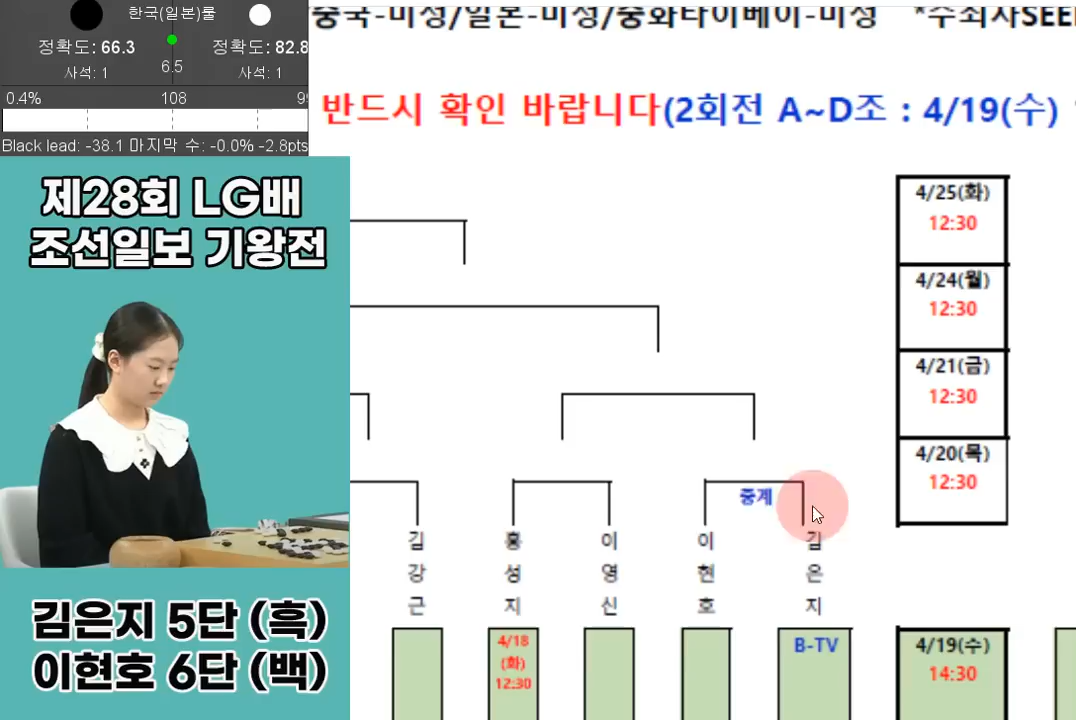 한국(일본)룰
정확도: 66.3
정확도: 82.8
사석: 1
6.5
사석: 1
0.4%
108
Black lead: -38.1 마지막 수: -0.0% -2.8pts
중국-미정/일본-미정/중화타이베이-미정
반드시 확인 바랍니다(2회전 A~D조 : 4/19(수)
제28회 LG배
조선일보 기왕전
4/25(화)
12:30
4/24(월)
12:30
4/21(금)
12:30
4/20(목)
12:30
중계
김강근
홍성지
이영신
이현호
김은지
4/18
(화)
12:30
B-TV
4/19(수)
14:30
김은지 5단 (흑)
이현호 6단 (백)